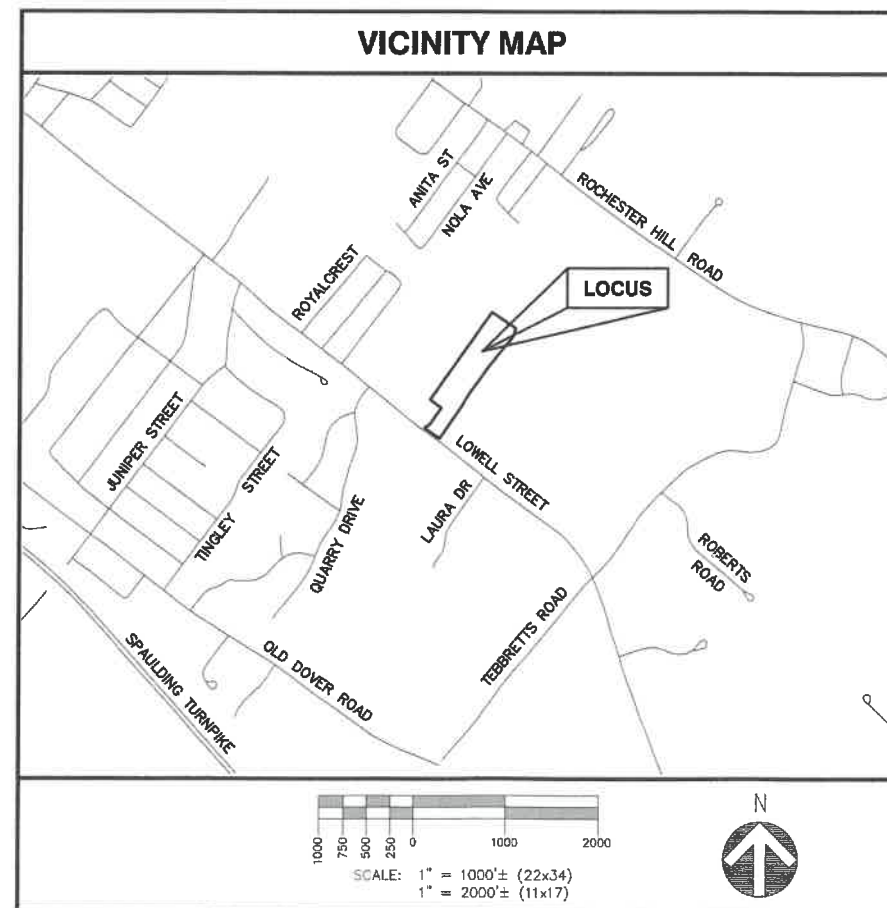 VICINITY MAP
ANITA ST
NOLA AVE
ROCHESTER HILL ROAD
ROYALCREST
LOCUS
JUNIPER STREET
TINGLEY STREET
QUARRY DRIVE
LAURA DR
LOWELL STREET
ROBERTS
ROAD
TEBBRETTS ROAD
OLD DOVER ROAD
SPAULDING TURNPIKE
1000 750 500 250 0 1000 2000
SCALE: 1" = 1000'± (22x34)
1" = 2000'± (11x17)
N